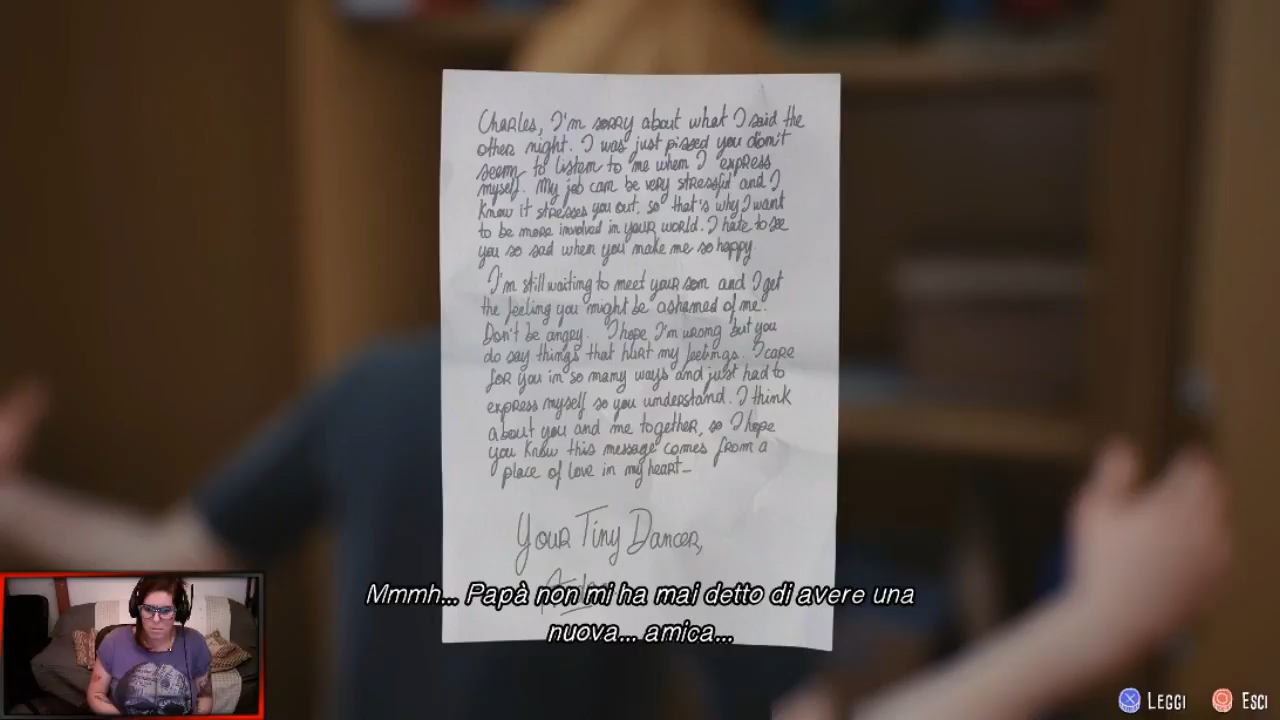 Charles, I'm sorry about what I said the
other night. I was just pissed you don't
seem to listen to me when I express
myself. My job can be very stressful and I
know it stresses you out, so that's why I want
to be more involved in your world. I hate to see
you so sad when you make me so happy
I'm still waiting to meet your son and I get
the feeling you might be ashamed of me.
Don't be angry. I hope I'm wrong but you
do say things that hurt my feelings. I care
for you in so many ways and just had to
express myself so you understand. I think
about you and me together, so I hope
you know this message comes from a
place of love in my heart—
Your Tiny Dancer,
Mmmh... Papà non mi ha mai detto di avere una
nuova... amica...
Leggi Esci